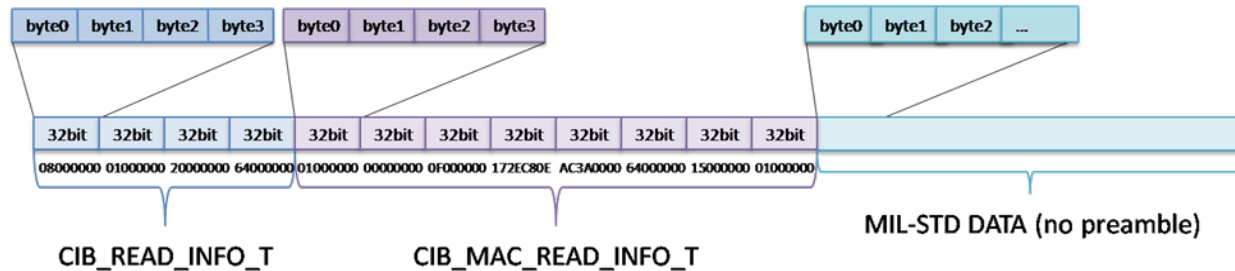 byte0 byte1 byte2 byte3 byte0 byte1 byte2 byte3 byte0 byte1 byte2 ...
32bit 32bit 32bit 32bit 32bit 32bit 32bit 32bit 32bit 32bit 32bit 32bit
08000000 01000000 20000000 64000000 01000000 00000000 0F000000 172EC80E AC3A0000 64000000 15000000 01000000
CIB_READ_INFO_T CIB_MAC_READ_INFO_T MIL-STD DATA (no preamble)